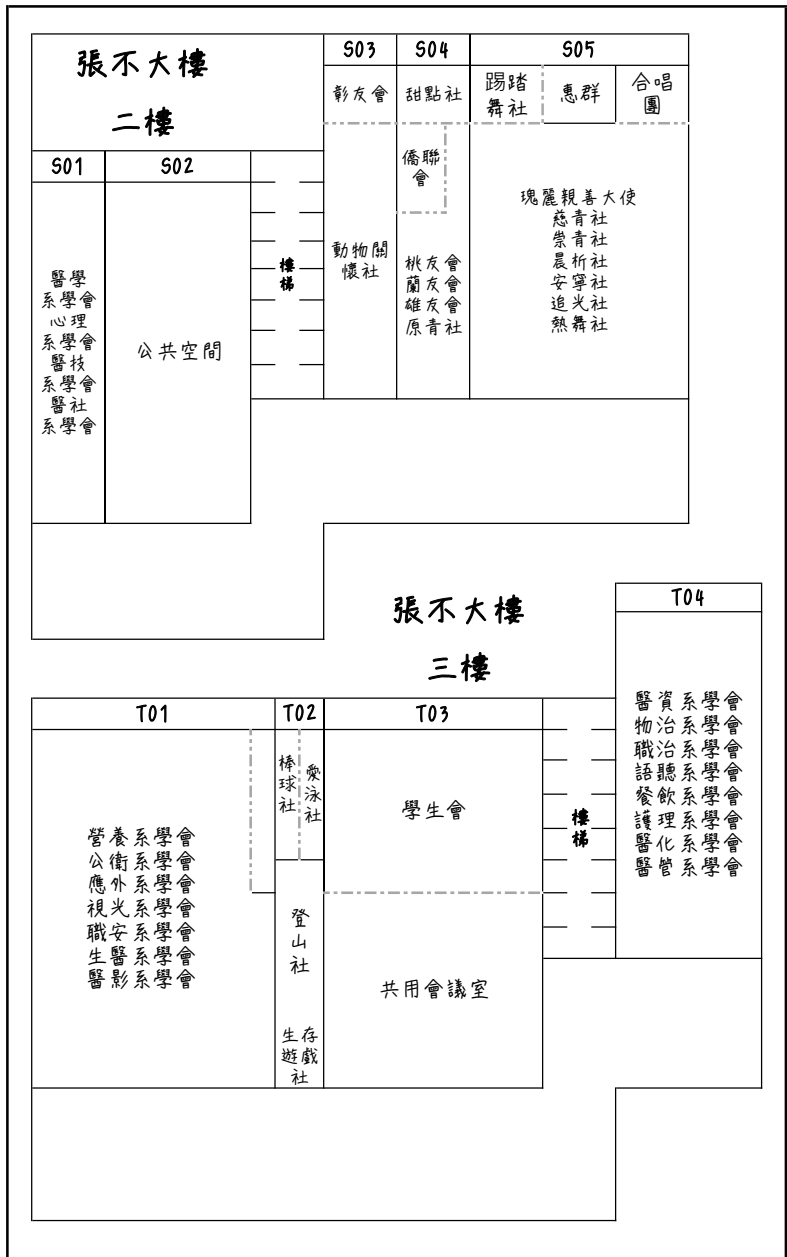 張不大樓
二樓
S01
S02
S03
S04
S05
醫學
系學會
心理
系學會
醫技
系學會
醫社
系學會
公共空間
樓
梯
彰友會
動物關
懷社
甜點社
僑聯
會
桃友會
蘭友會
雄友會
原青社
踢踏
舞社
惠群
合唱
團
瑰麗親善大使
慈青社
崇青社
晨析社
安寧社
追光社
熱舞社
張不大樓
三樓
T01
T02
T03
T04
營養系學會
公衛系學會
應外系學會
視光系學會
職安系學會
生醫系學會
醫影系學會
棒球社
愛泳社
登山社
生存
遊戲
社
學生會
共用會議室
樓
梯
醫資系學會
物治系學會
職治系學會
語聽系學會
餐飲系學會
護理系學會
醫化系學會
醫管系學會